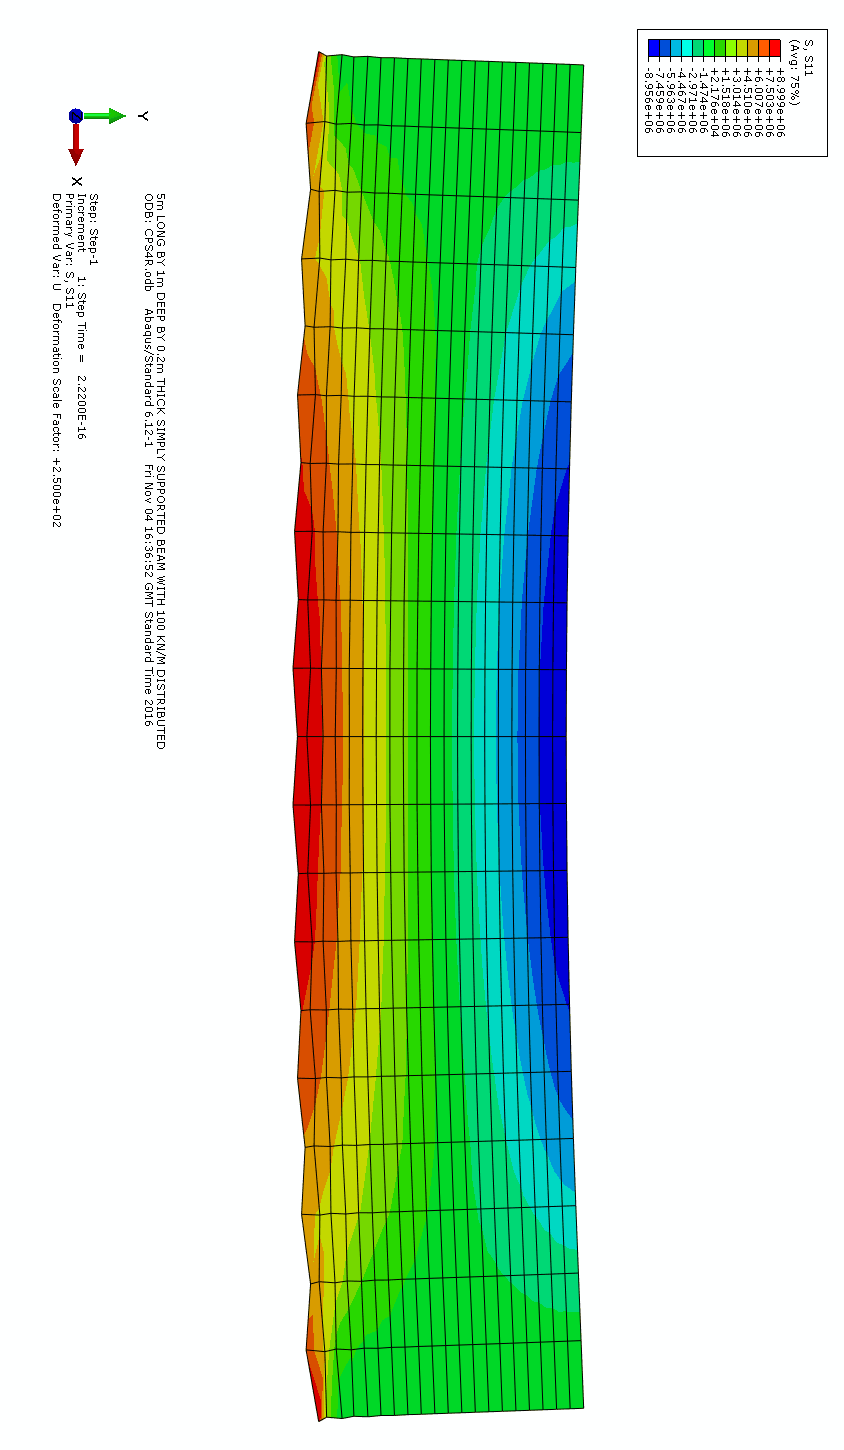 S, S11
(Avg: 75%)
+8.999e+06
+7.503e+06
+6.007e+06
+4.510e+06
+3.014e+06
+1.518e+06
+2.176e+04
-1.474e+06
-2.971e+06
-4.467e+06
-5.963e+06
-7.459e+06
-8.956e+06
Y
Z
X
5m LONG BY 1m DEEP BY 0.2m THICK SIMPLY SUPPORTED BEAM WITH 100 KN/M DISTRIBUTED
ODB: CPS4R.odb Abaqus/Standard 6.12-1 Fri Nov 04 16:36:52 GMT Standard Time 2016
Step: Step-1
Increment 1: Step Time = 2.2200E-16
Primary Var: S, S11
Deformed Var: U Deformation Scale Factor: +2.500e+02